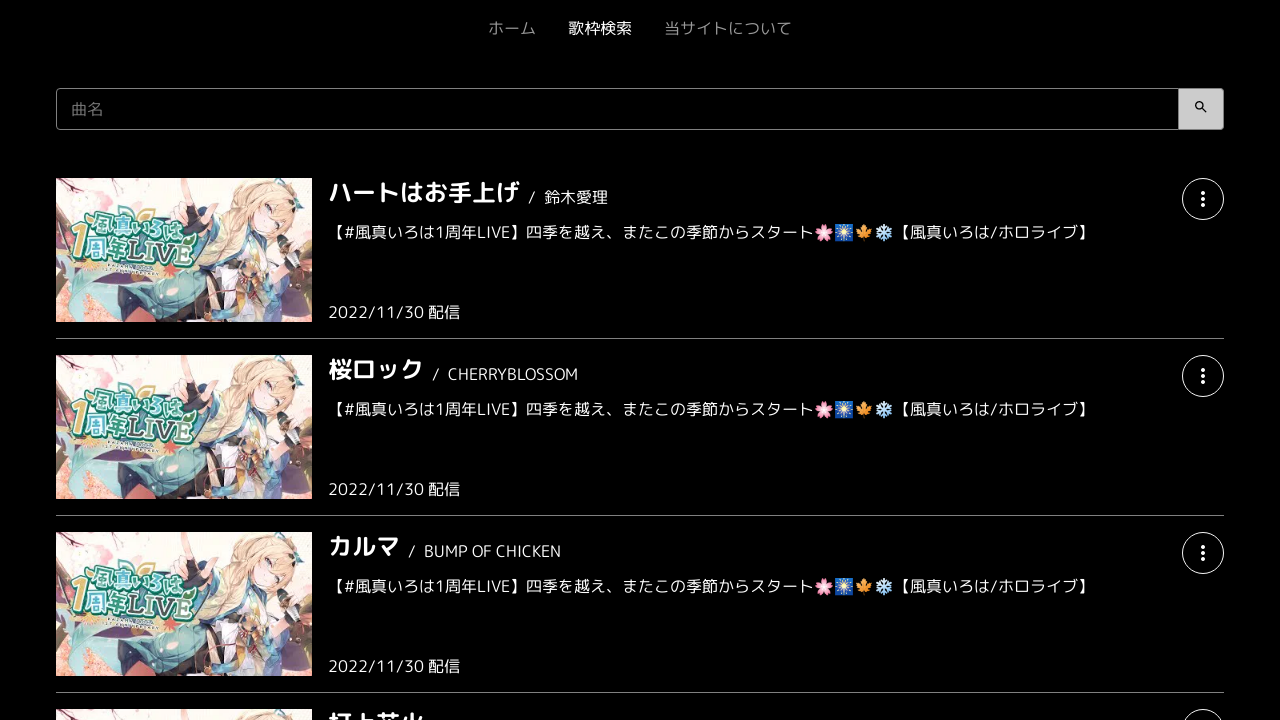 ホーム 歌枠検索 当サイトについて
曲名
風真いろは
1周年LIVE
ハートはお手上げ / 鈴木愛理
【#風真いろは1周年LIVE】四季を越え、またこの季節からスタート🌸🎇🍁❄️【風真いろは/ホロライブ】
2022/11/30 配信
風真いろは
1周年LIVE
桜ロック / CHERRYBLOSSOM
【#風真いろは1周年LIVE】四季を越え、またこの季節からスタート🌸🎇🍁❄️【風真いろは/ホロライブ】
2022/11/30 配信
風真いろは
1周年LIVE
カルマ / BUMP OF CHICKEN
【#風真いろは1周年LIVE】四季を越え、またこの季節からスタート🌸🎇🍁❄️【風真いろは/ホロライブ】
2022/11/30 配信